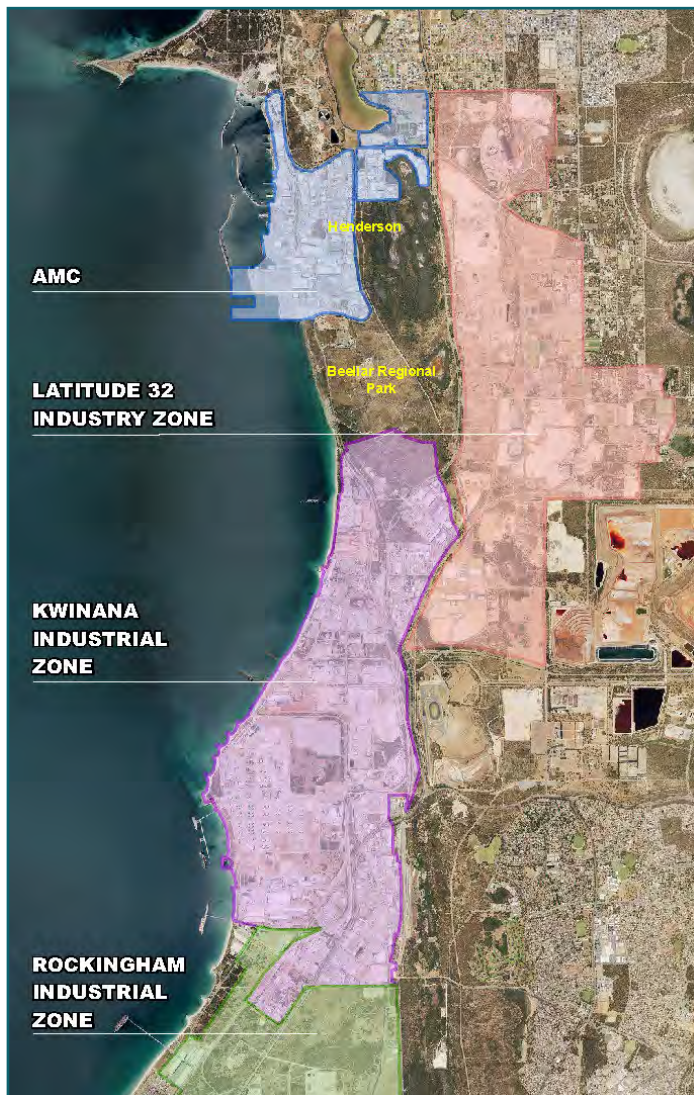 Henderson
AMC
Beeliar Regional
Park
LATITUDE 32
INDUSTRY ZONE
KWINANA
INDUSTRIAL
ZONE
ROCKINGHAM
INDUSTRIAL
ZONE